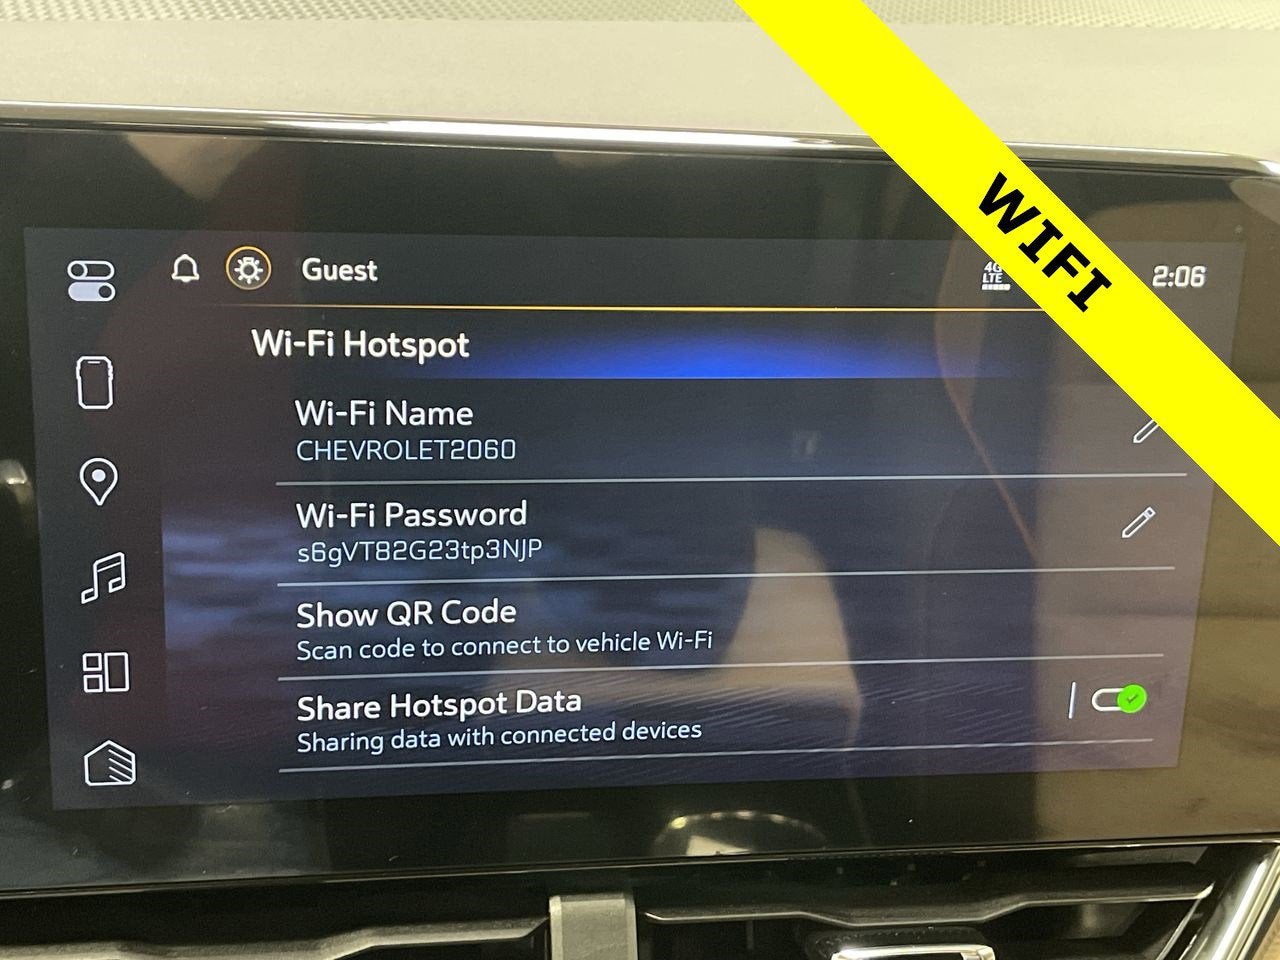 Guest
4G
LTE
2:06
WIFI
Wi-Fi Hotspot
Wi-Fi Name
CHEVROLET2060
Wi-Fi Password
s6gVT82G23tp3NJP
Show QR Code
Scan code to connect to vehicle Wi-Fi
Share Hotspot Data
Sharing data with connected devices